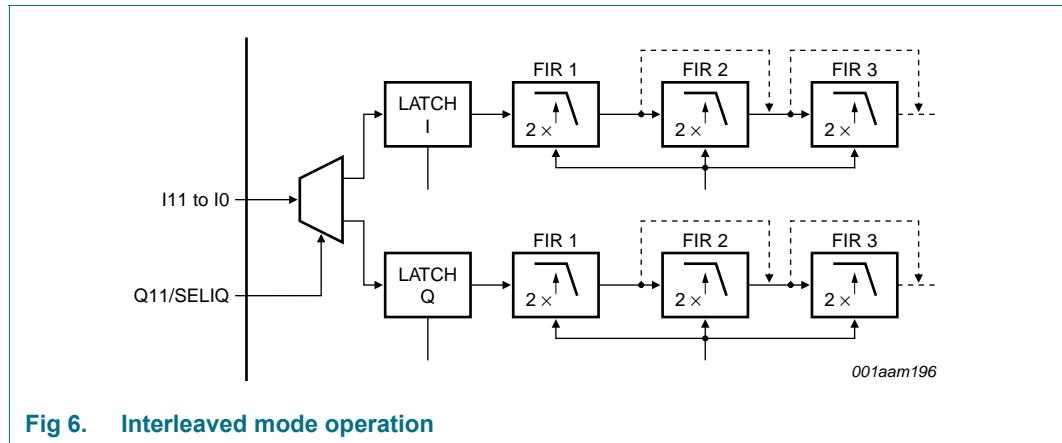 FIR 1 FIR 2 FIR 3
LATCH
I
2 × 2 × 2 ×
I11 to I0
FIR 1 FIR 2 FIR 3
LATCH
Q
2 × 2 × 2 ×
Q11/SELIQ
001aam196
Fig 6. Interleaved mode operation